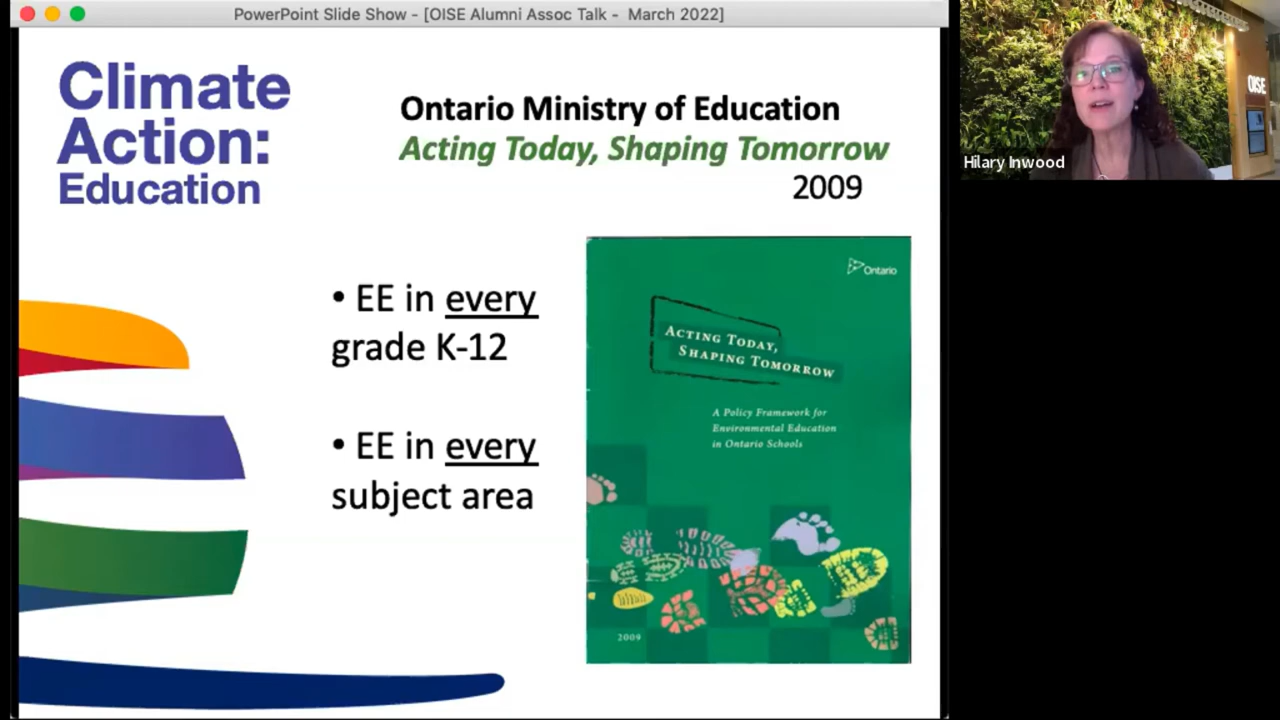 PowerPoint Slide Show - [OISE Alumni Assoc Talk -  March 2022]
Climate
Action:
Education
Ontario Ministry of Education
Acting Today, Shaping Tomorrow
2009
• EE in every
grade K-12
• EE in every
subject area
Ontario
ACTING TODAY,
SHAPING TOMORROW
A Policy Framework for
Environmental Education
in Ontario Schools
2009
OISE
Hilary Inwood